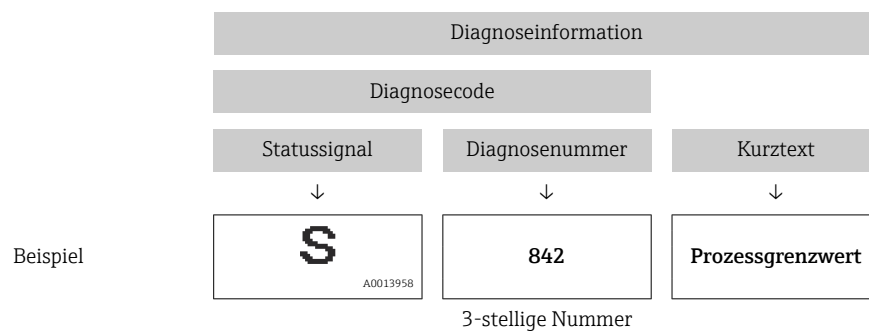 Diagnoseinformation
Diagnosecode
Statussignal Diagnosenummer Kurztext
↓ ↓ ↓
Beispiel S 842 Prozessgrenzwert
A0013958
3-stellige Nummer